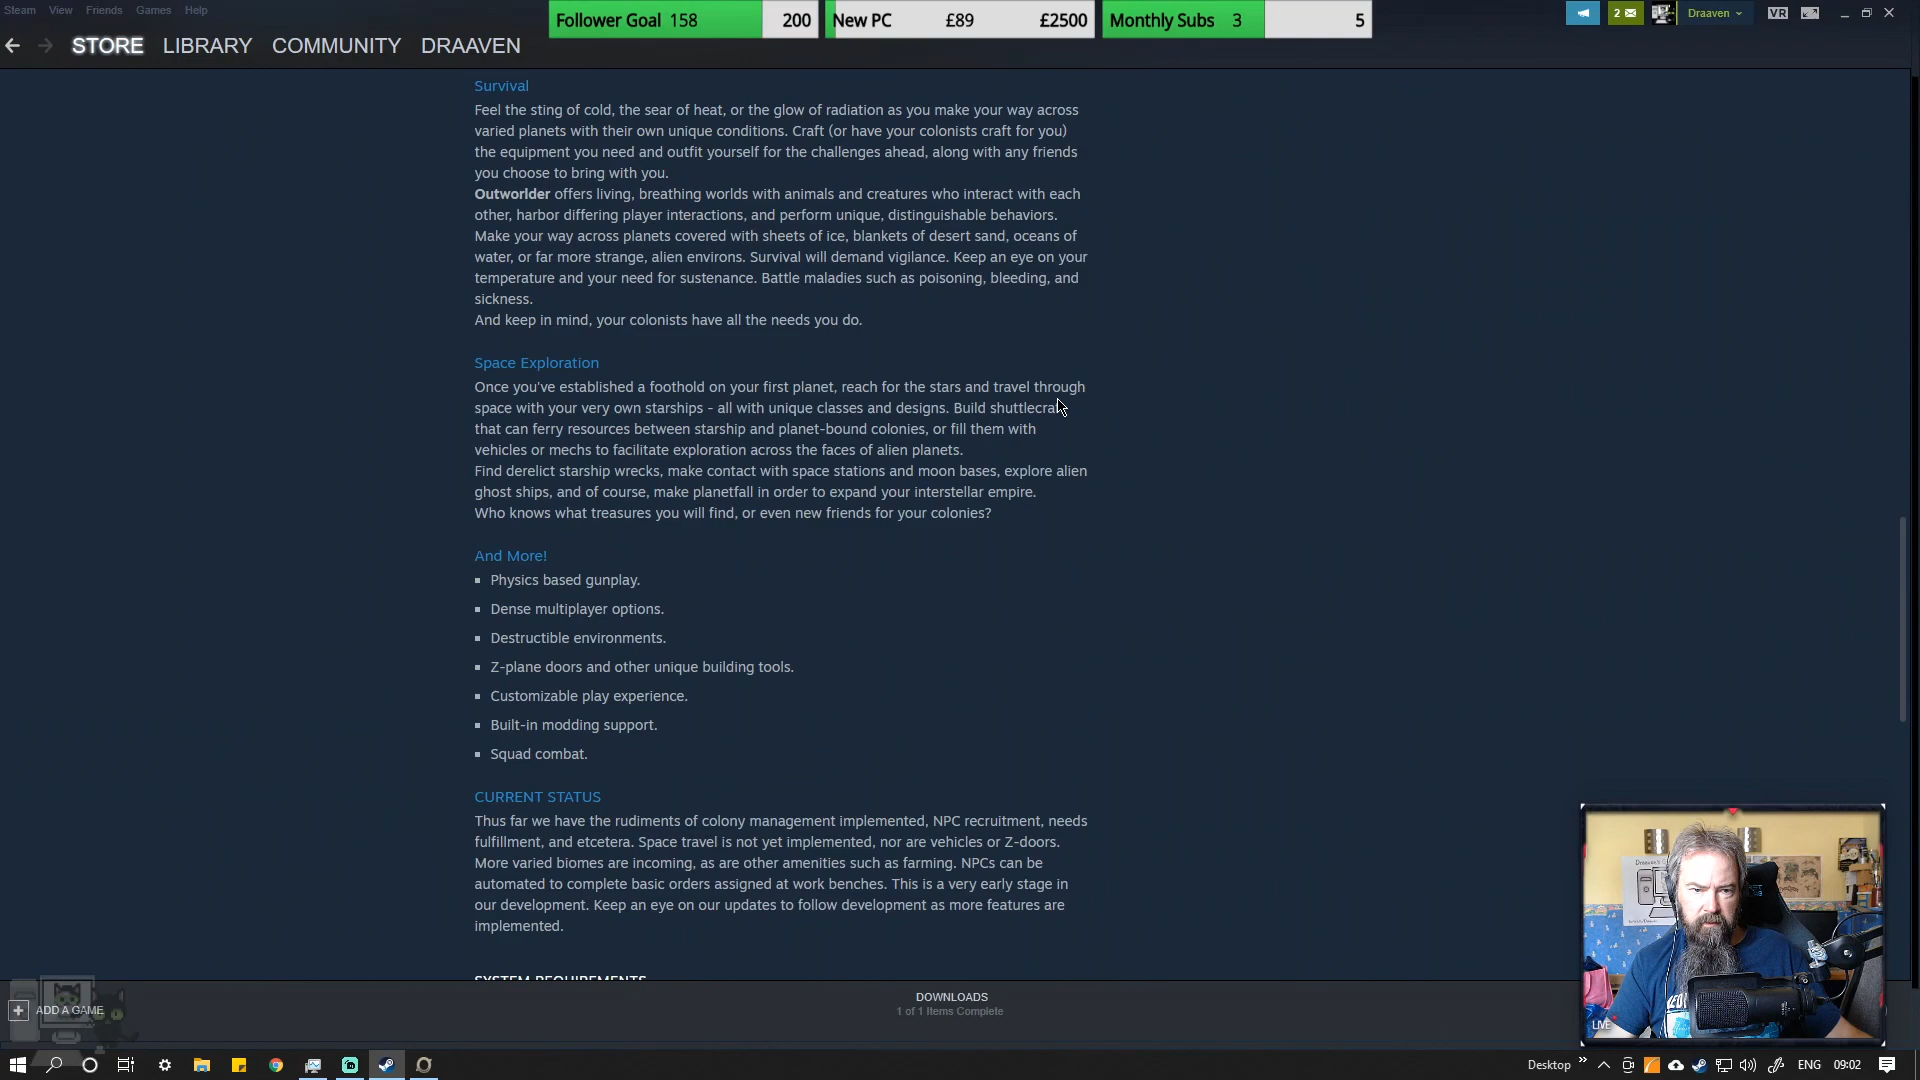 Steam View Friends Games Help
Follower Goal 158 200
New PC £89 £2500
Monthly Subs 3 5
2 Draaven VR
STORE LIBRARY COMMUNITY DRAAVEN
Survival
Feel the sting of cold, the sear of heat, or the glow of radiation as you make your way across
varied planets with their own unique conditions. Craft (or have your colonists craft for you)
the equipment you need and outfit yourself for the challenges ahead, along with any friends
you choose to bring with you.
Outworlder offers living, breathing worlds with animals and creatures who interact with each
other, harbor differing player interactions, and perform unique, distinguishable behaviors.
Make your way across planets covered with sheets of ice, blankets of desert sand, oceans of
water, or far more strange, alien environs. Survival will demand vigilance. Keep an eye on your
temperature and your need for sustenance. Battle maladies such as poisoning, bleeding, and
sickness.
And keep in mind, your colonists have all the needs you do.
Space Exploration
Once you've established a foothold on your first planet, reach for the stars and travel through
space with your very own starships - all with unique classes and designs. Build shuttlecra
that can ferry resources between starship and planet-bound colonies, or fill them with
vehicles or mechs to facilitate exploration across the faces of alien planets.
Find derelict starship wrecks, make contact with space stations and moon bases, explore alien
ghost ships, and of course, make planetfall in order to expand your interstellar empire.
Who knows what treasures you will find, or even new friends for your colonies?
And More!
Physics based gunplay.
Dense multiplayer options.
Destructible environments.
Z-plane doors and other unique building tools.
Customizable play experience.
Built-in modding support.
Squad combat.
CURRENT STATUS
Thus far we have the rudiments of colony management implemented, NPC recruitment, needs
fulfillment, and etcetera. Space travel is not yet implemented, nor are vehicles or Z-doors.
More varied biomes are incoming, as are other amenities such as farming. NPCs can be
automated to complete basic orders assigned at work benches. This is a very early stage in
our development. Keep an eye on our updates to follow development as more features are
implemented.
SYSTEM REQUIREMENTS
ADD A GAME
DOWNLOADS
1 of 1 Items Complete
LIVE
Desktop ENG 09:02